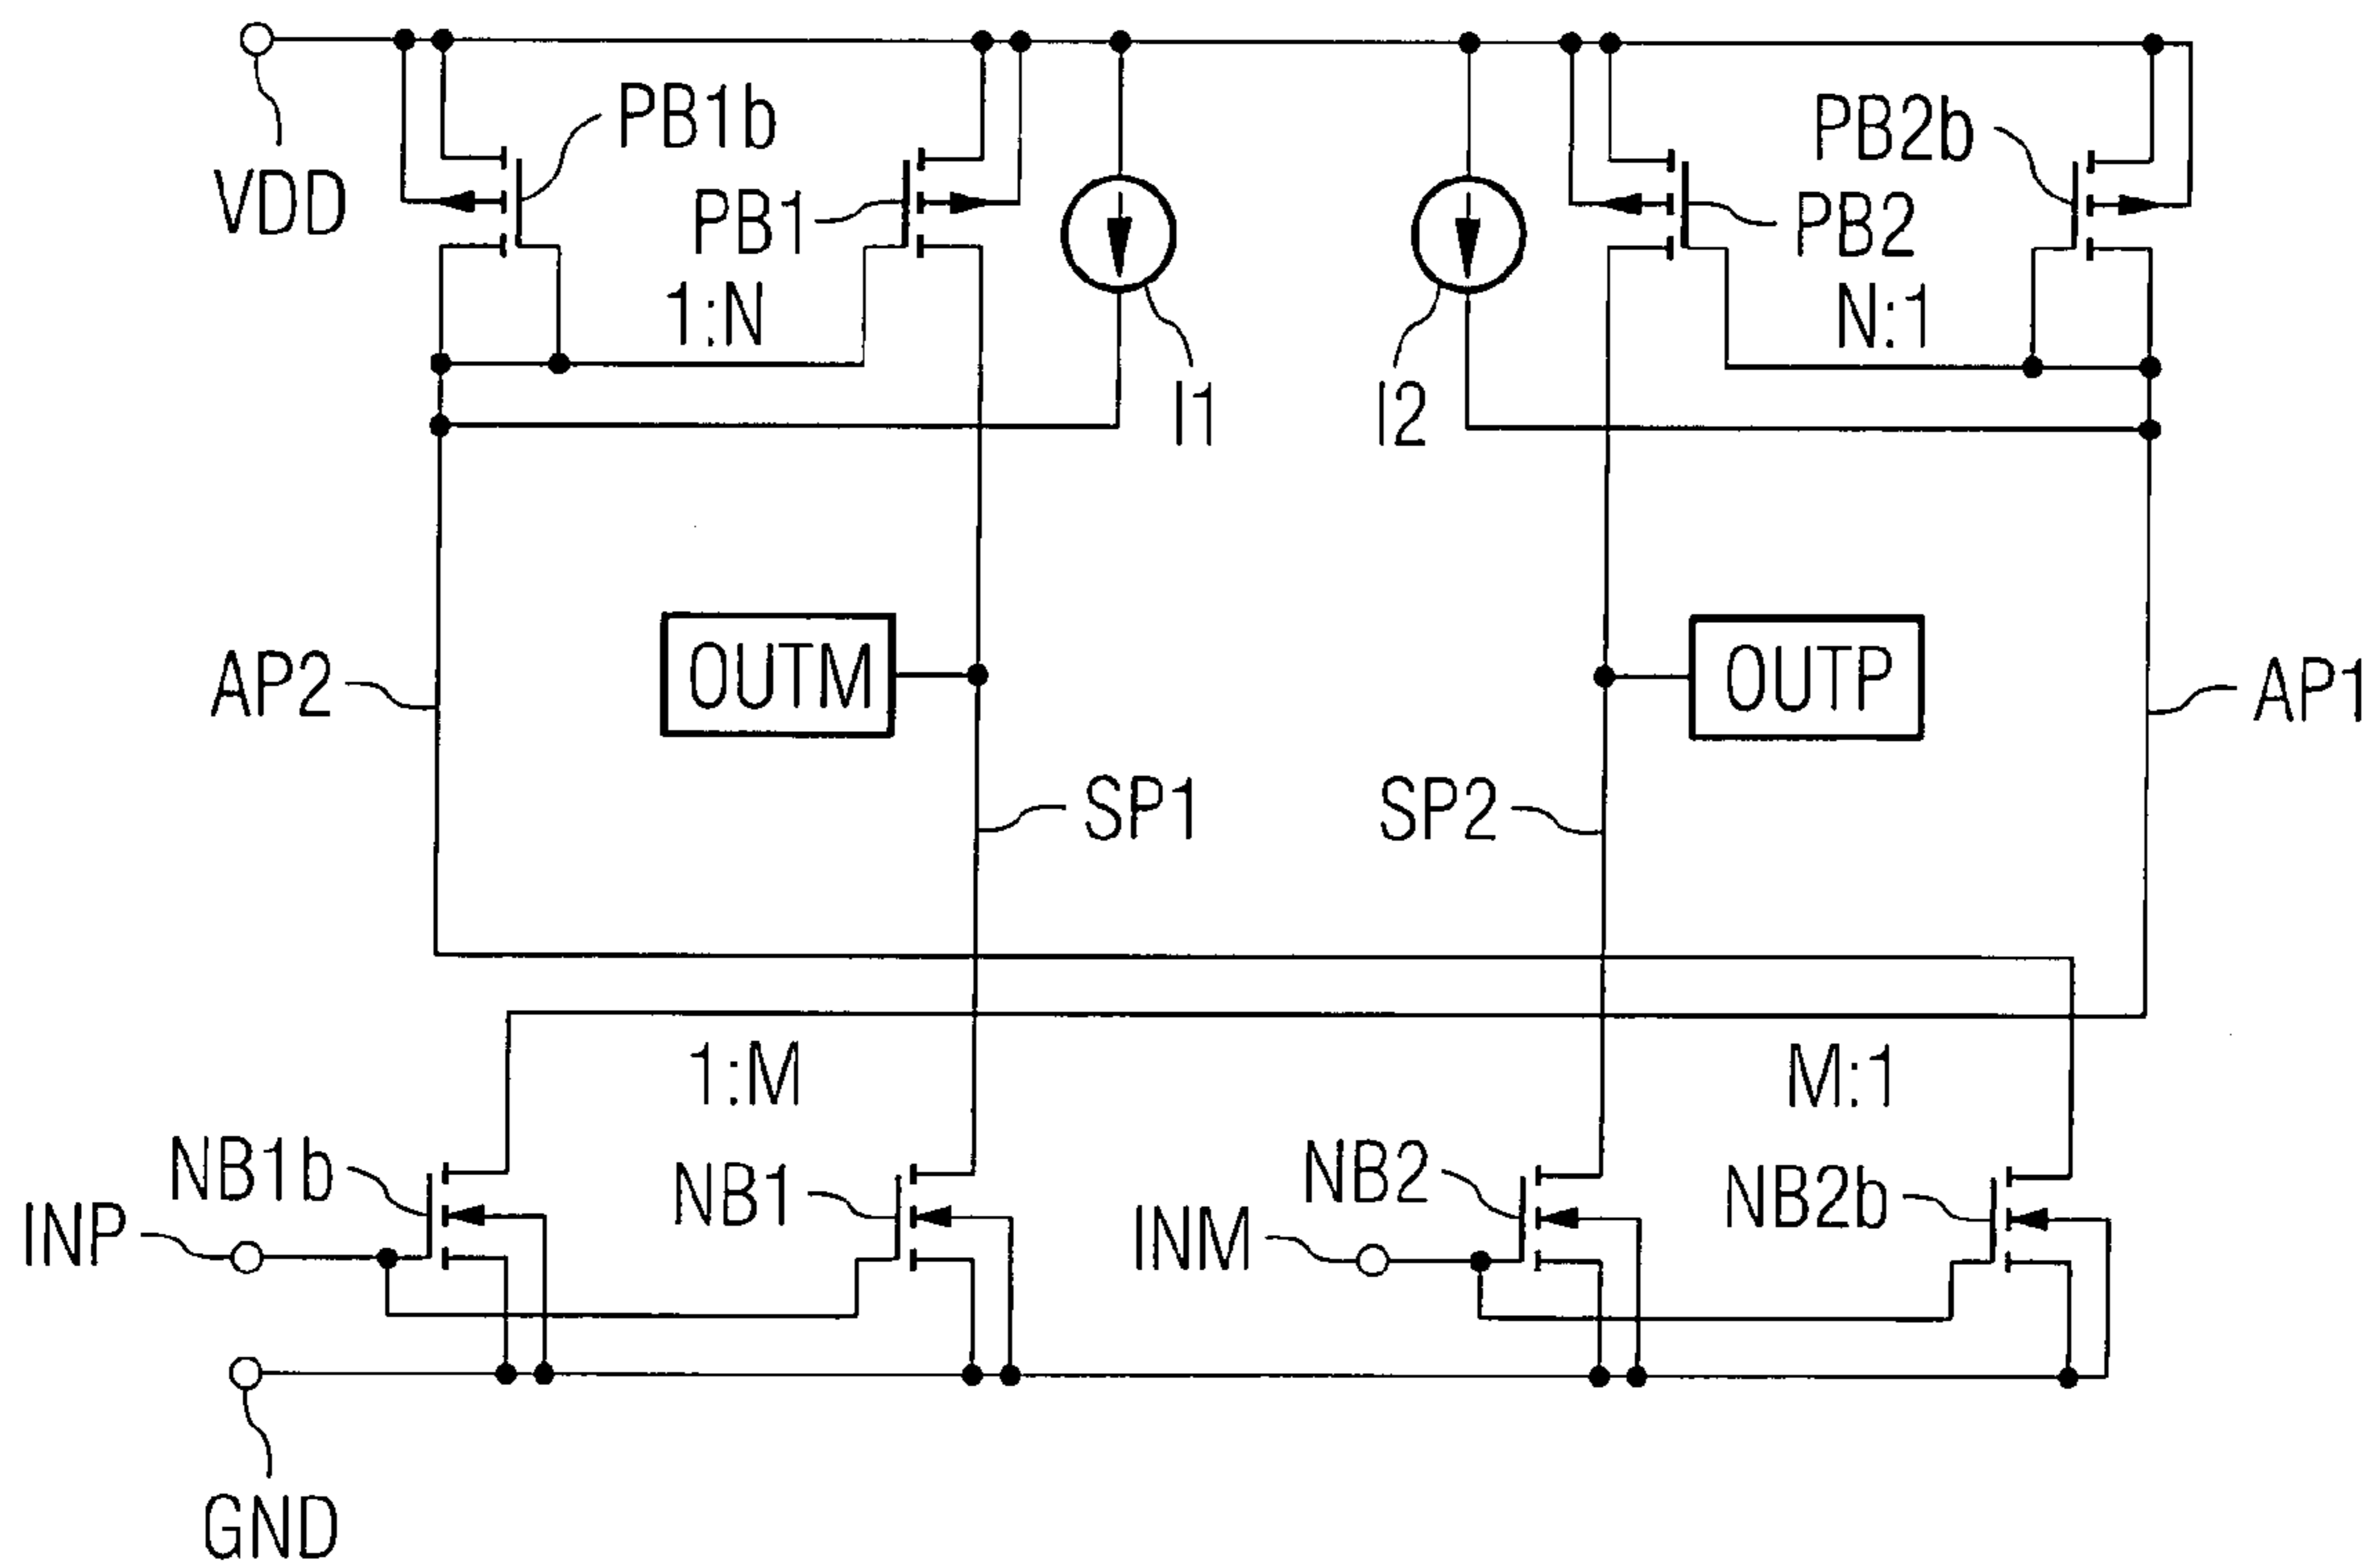 VDD
PB1b
PB1
1:N
I1
I2
PB2b
PB2
N:1
AP2
OUTM
OUTP
AP1
SP1
SP2
1:M
M:1
NB1b
INP
NB1
NB2
INM
NB2b
GND